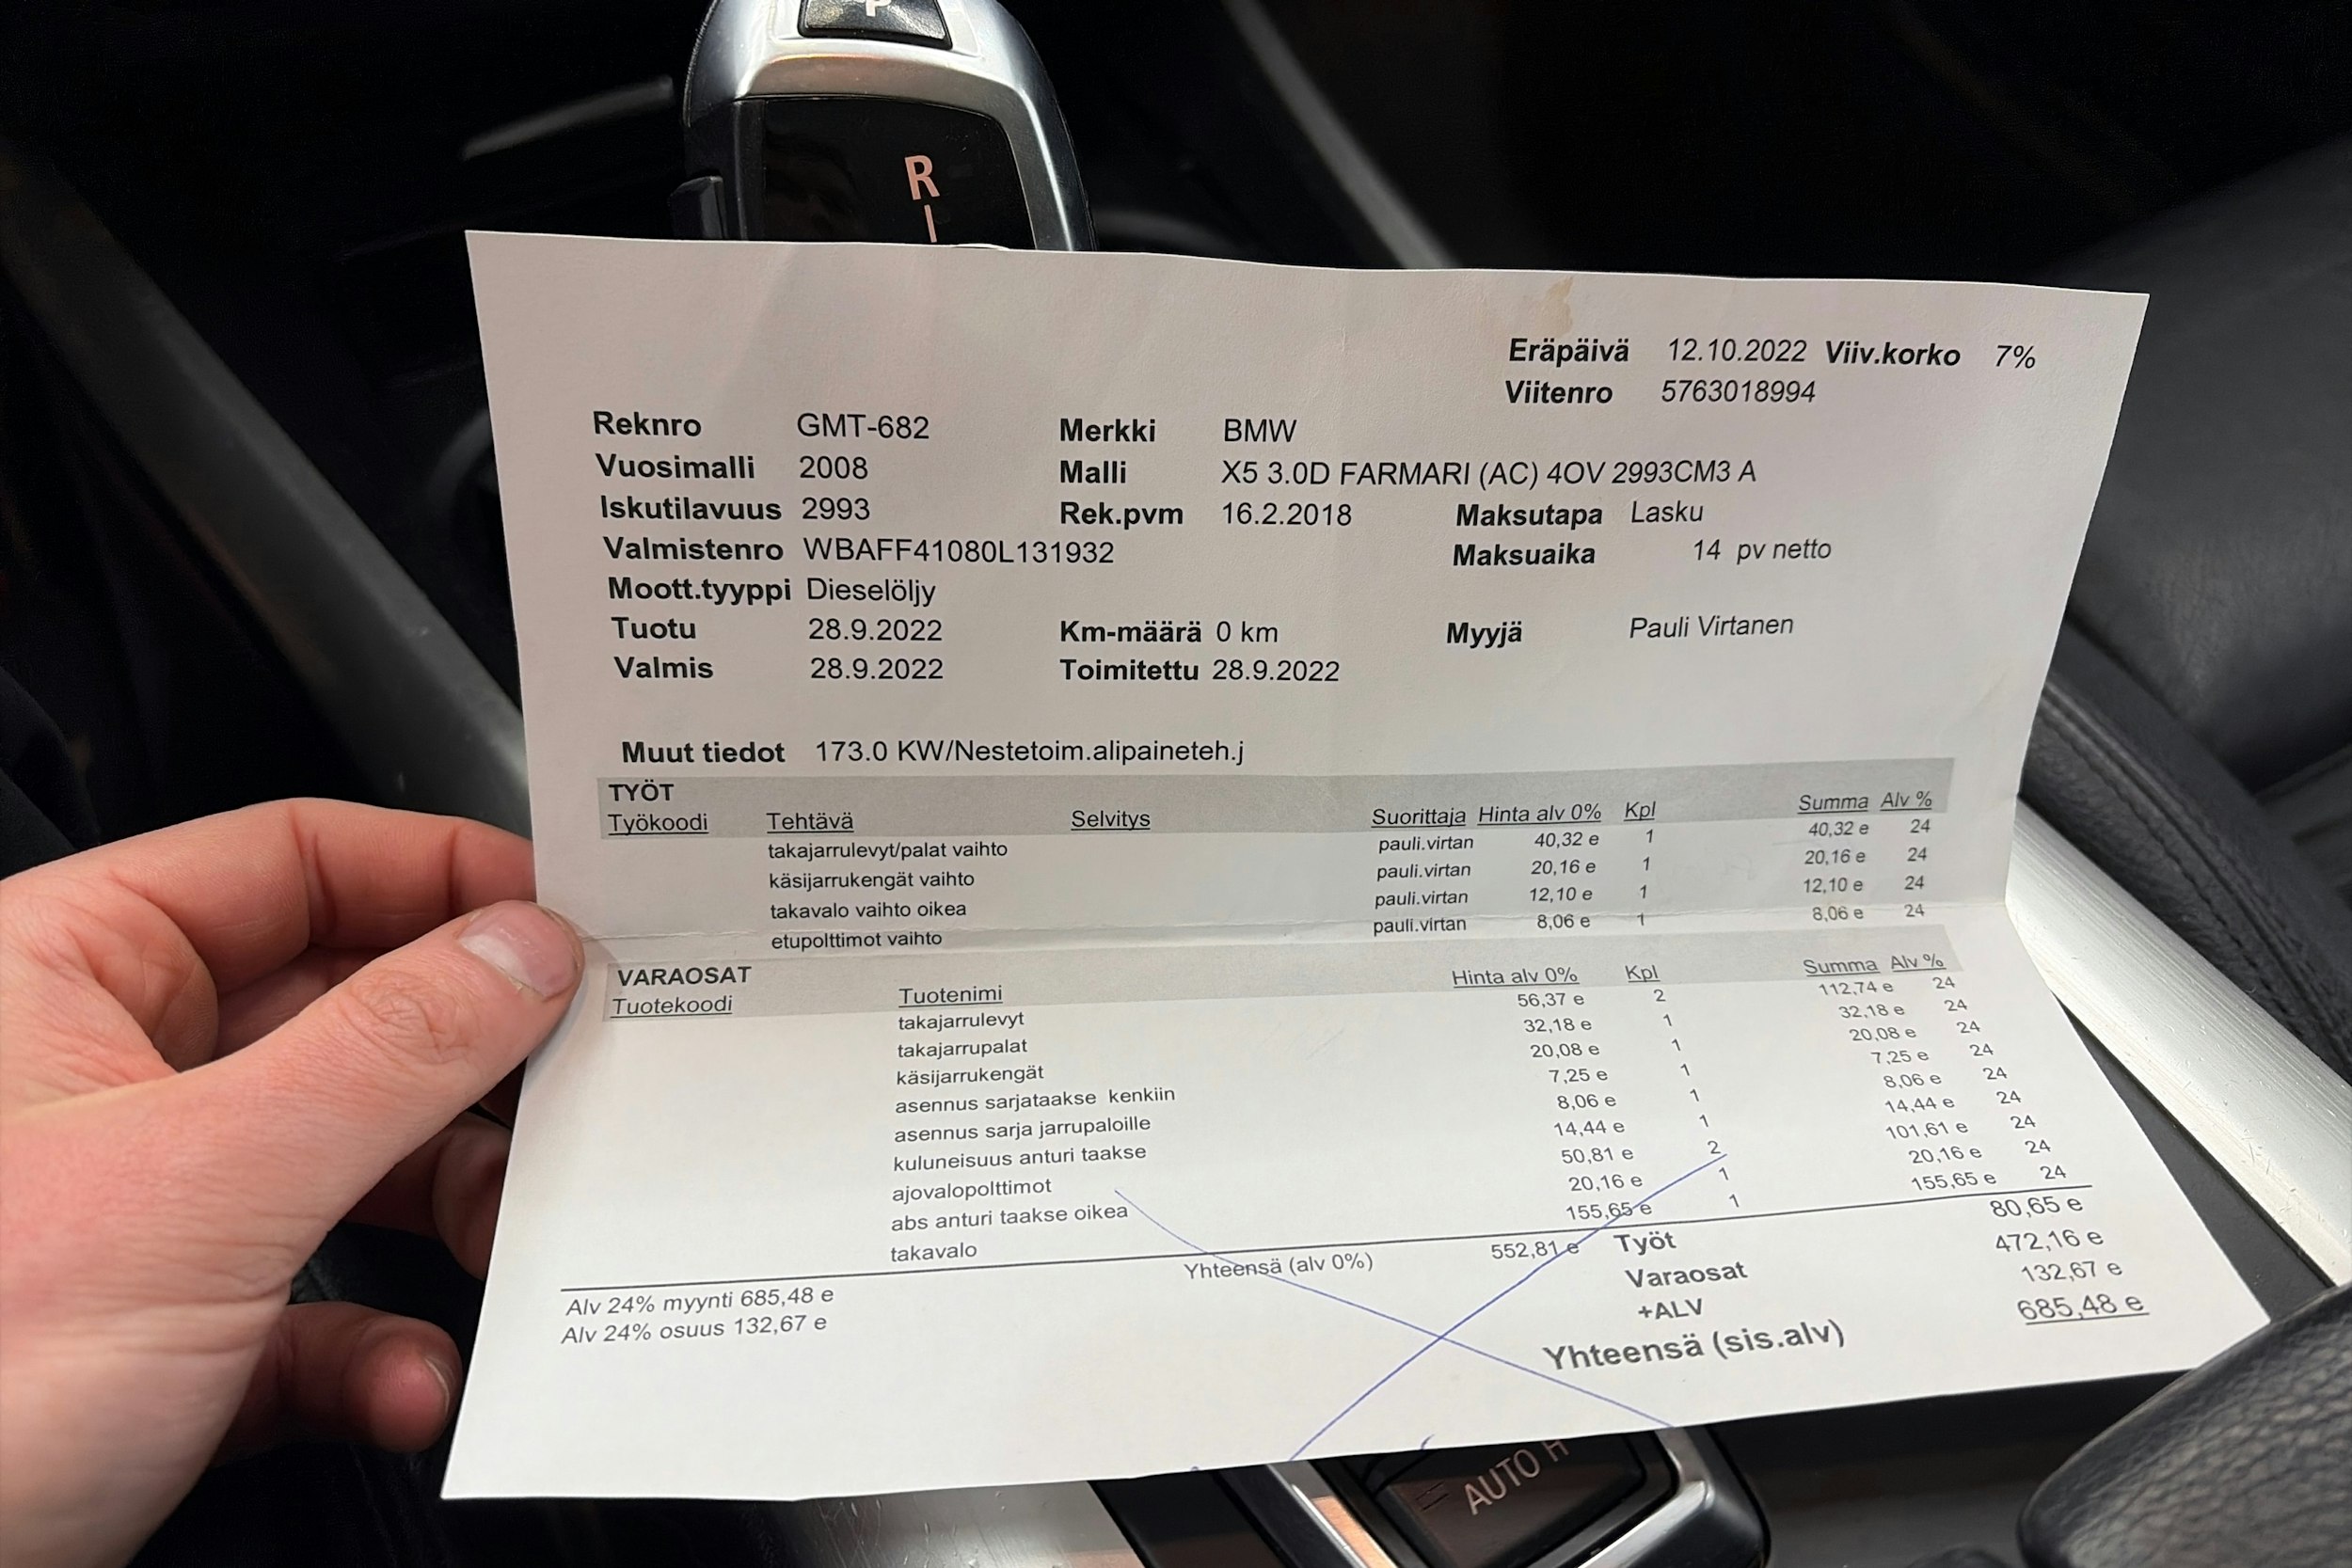 P
R
Eräpäivä 12.10.2022 Viiv.korko 7%
Viitenro 5763018994
Reknro GMT-682 Merkki BMW
Vuosimalli 2008 Malli X5 3.0D FARMARI (AC) 4OV 2993CM3 A
Iskutilavuus 2993 Rek.pvm 16.2.2018 Maksutapa Lasku
Valmistenro WBAFF41080L131932 Maksuaika 14 pv netto
Moott.tyyppi Dieselöljy
Tuotu 28.9.2022 Km-määrä 0 km Myyjä Pauli Virtanen
Valmis 28.9.2022 Toimitettu 28.9.2022
Muut tiedot 173.0 KW/Nestetoim.alipaineteh.j
TYÖT
Työkoodi Tehtävä Selvitys Suorittaja Hinta alv 0% Kpl Summa Alv %
takajarrulevyt/palat vaihto pauli.virtan 40,32 e 1 40,32 e 24
käsijarrukengät vaihto pauli.virtan 20,16 e 1 20,16 e 24
takavalo vaihto oikea pauli.virtan 12,10 e 1 12,10 e 24
etupolttimot vaihto pauli.virtan 8,06 e 1 8,06 e 24
VARAOSAT
Tuotekoodi Tuotenimi Hinta alv 0% Kpl Summa Alv %
takajarrulevyt 56,37 e 2 112,74 e 24
takajarrupalat 32,18 e 1 32,18 e 24
käsijarrukengät 20,08 e 1 20,08 e 24
asennus sarjataakse kenkiin 7,25 e 1 7,25 e 24
asennus sarja jarrupaloille 8,06 e 1 8,06 e 24
kuluneisuus anturi taakse 14,44 e 1 14,44 e 24
ajovalopolttimot 50,81 e 2 101,61 e 24
abs anturi taakse oikea 20,16 e 1 20,16 e 24
takavalo 155,65 e 1 155,65 e 24
Yhteensä (alv 0%) 552,81 e Työt 80,65 e
Alv 24% myynti 685,48 e Varaosat 472,16 e
Alv 24% osuus 132,67 e +ALV 132,67 e
Yhteensä (sis.alv) 685,48 e
AUTO H